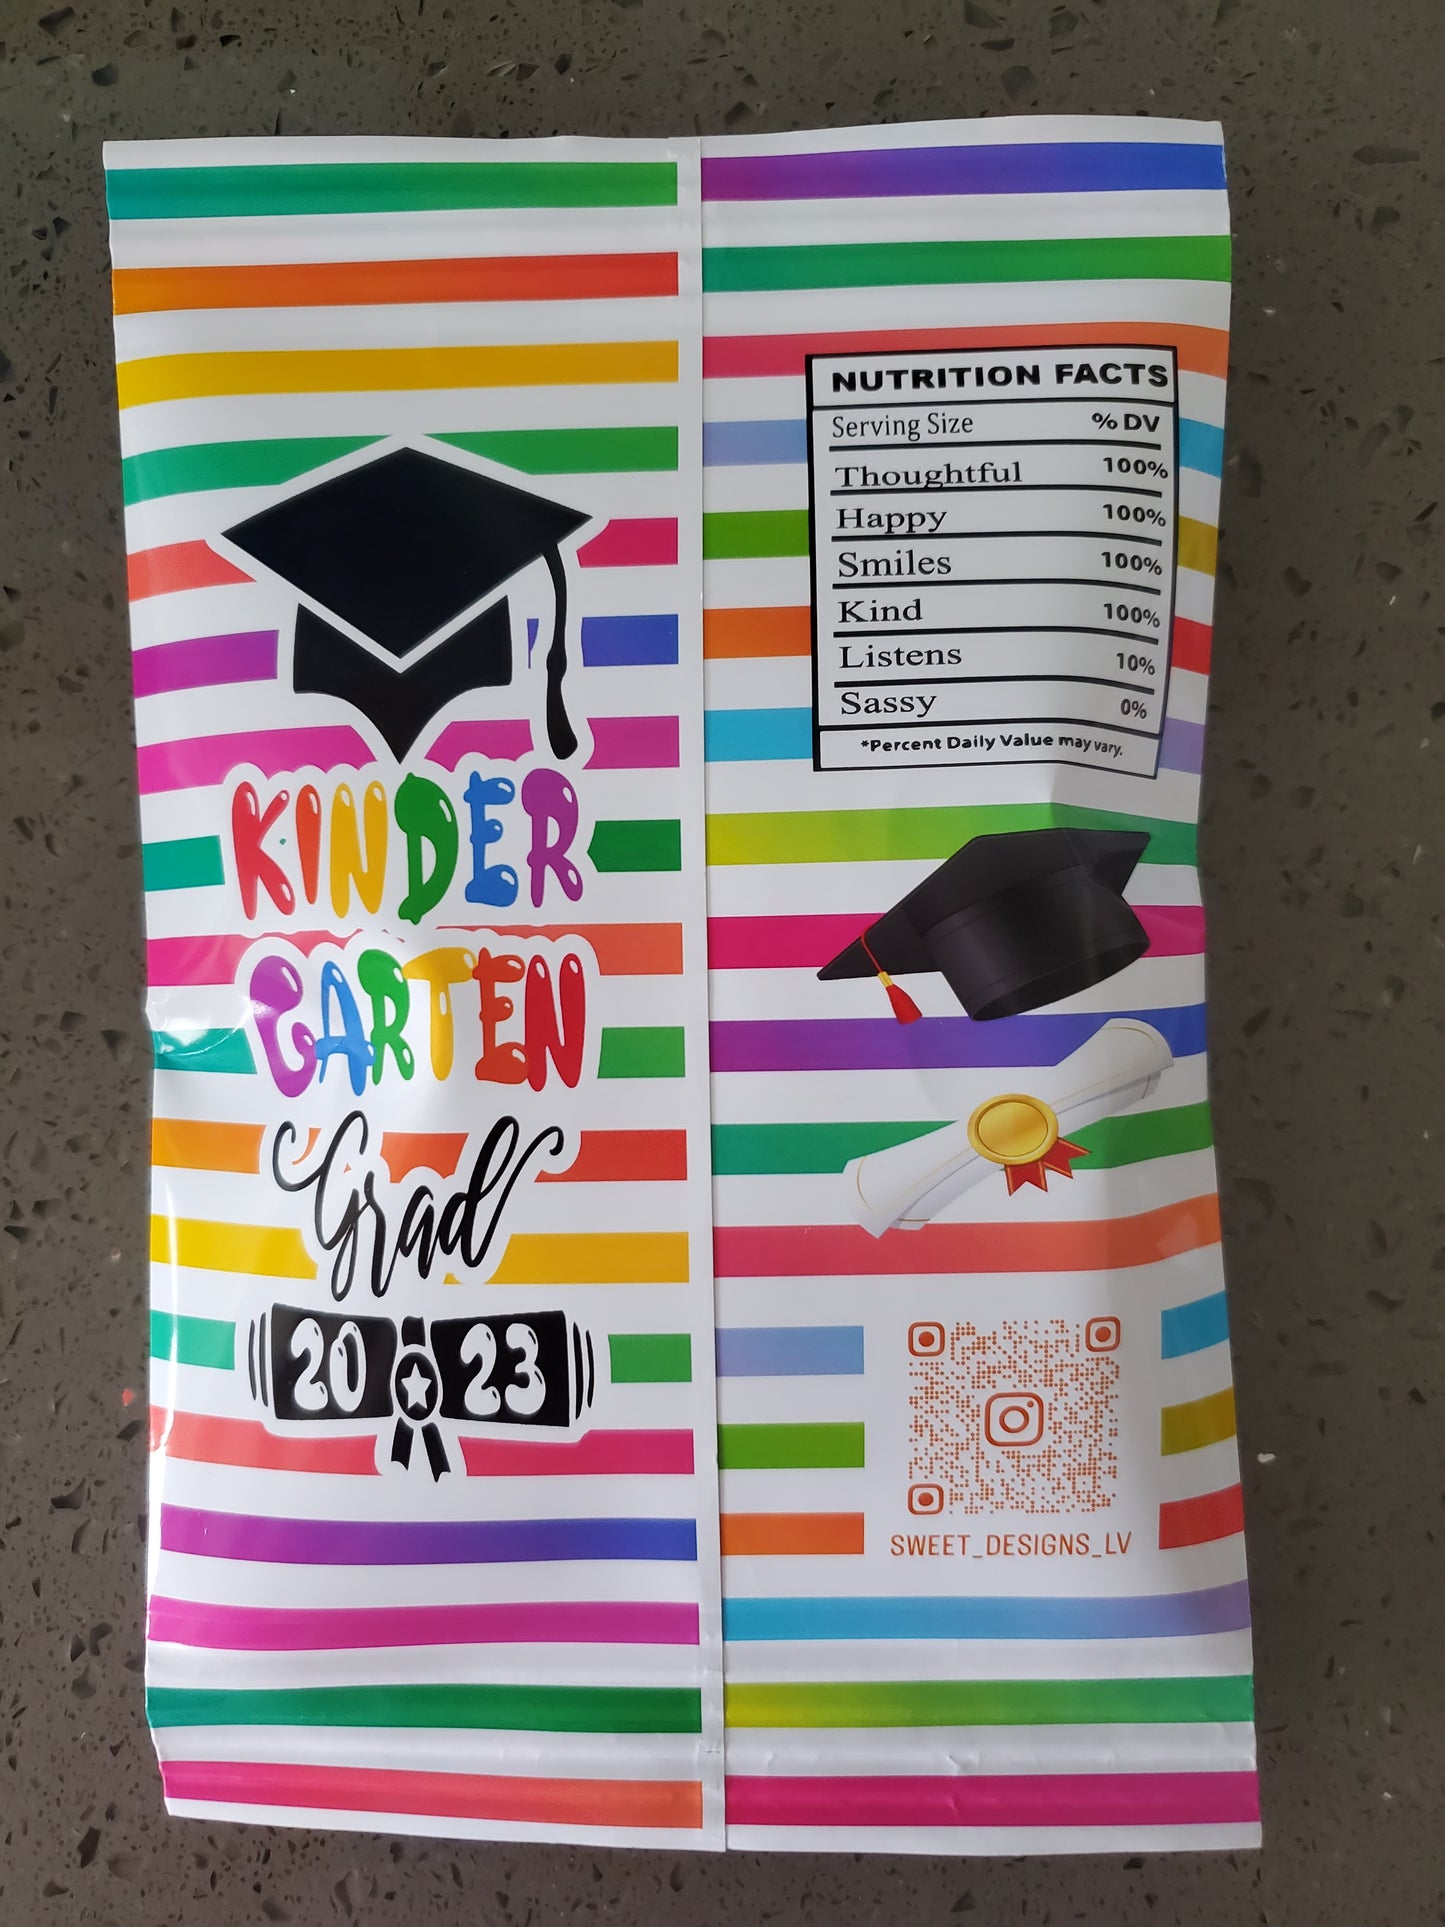 KINDER
GARTEN
Grad
20 23
NUTRITION FACTS
Serving Size % DV
Thoughtful 100%
Happy 100%
Smiles 100%
Kind 100%
Listens 10%
Sassy 0%
*Percent Daily Value may vary.
SWEET_DESIGNS_LV